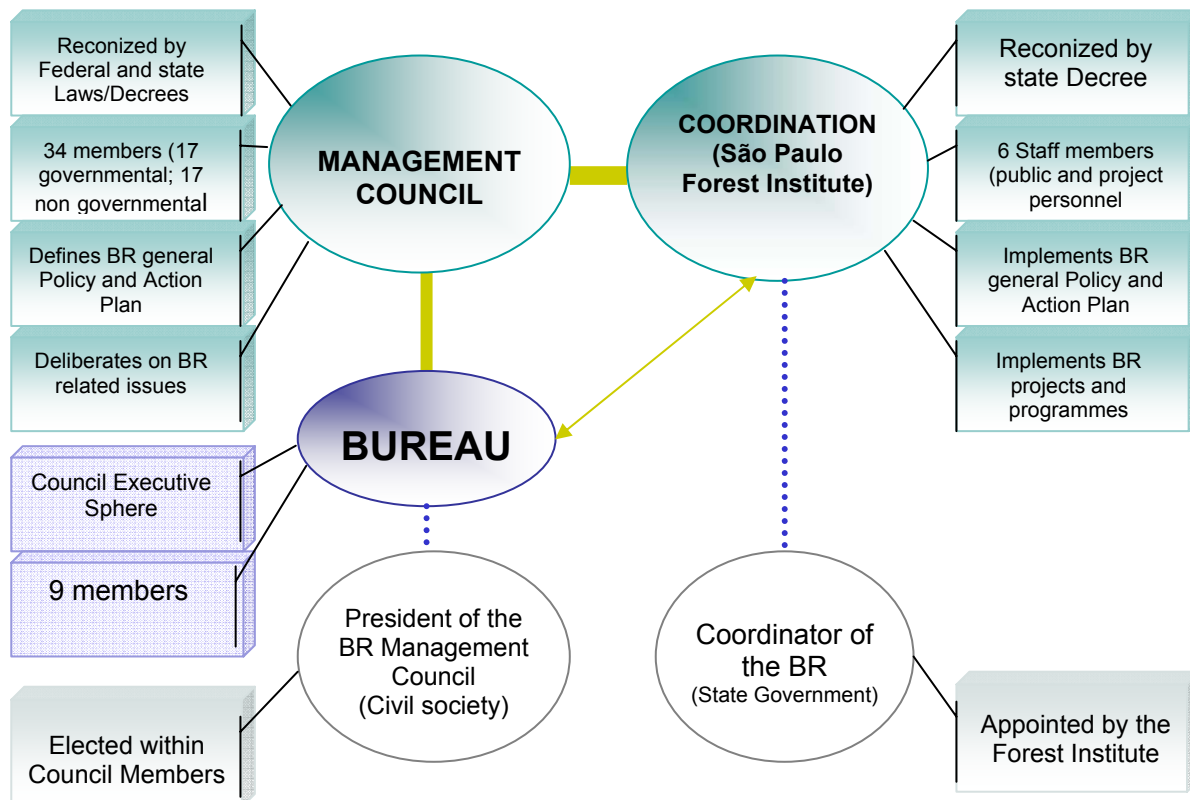 Reconized by
Federal and state
Laws/Decrees
34 members (17
governmental; 17
non governmental
Defines BR general
Policy and Action
Plan
Deliberates on BR
related issues
MANAGEMENT
COUNCIL
COORDINATION
(São Paulo
Forest Institute)
Reconized by
state Decree
6 Staff members
(public and project
personnel
Implements BR
general Policy and
Action Plan
Implements BR
projects and
programmes
BUREAU
Council Executive
Sphere
9 members
President of the
BR Management
Council
(Civil society)
Coordinator of
the BR
(State Government)
Elected within
Council Members
Appointed by the
Forest Institute